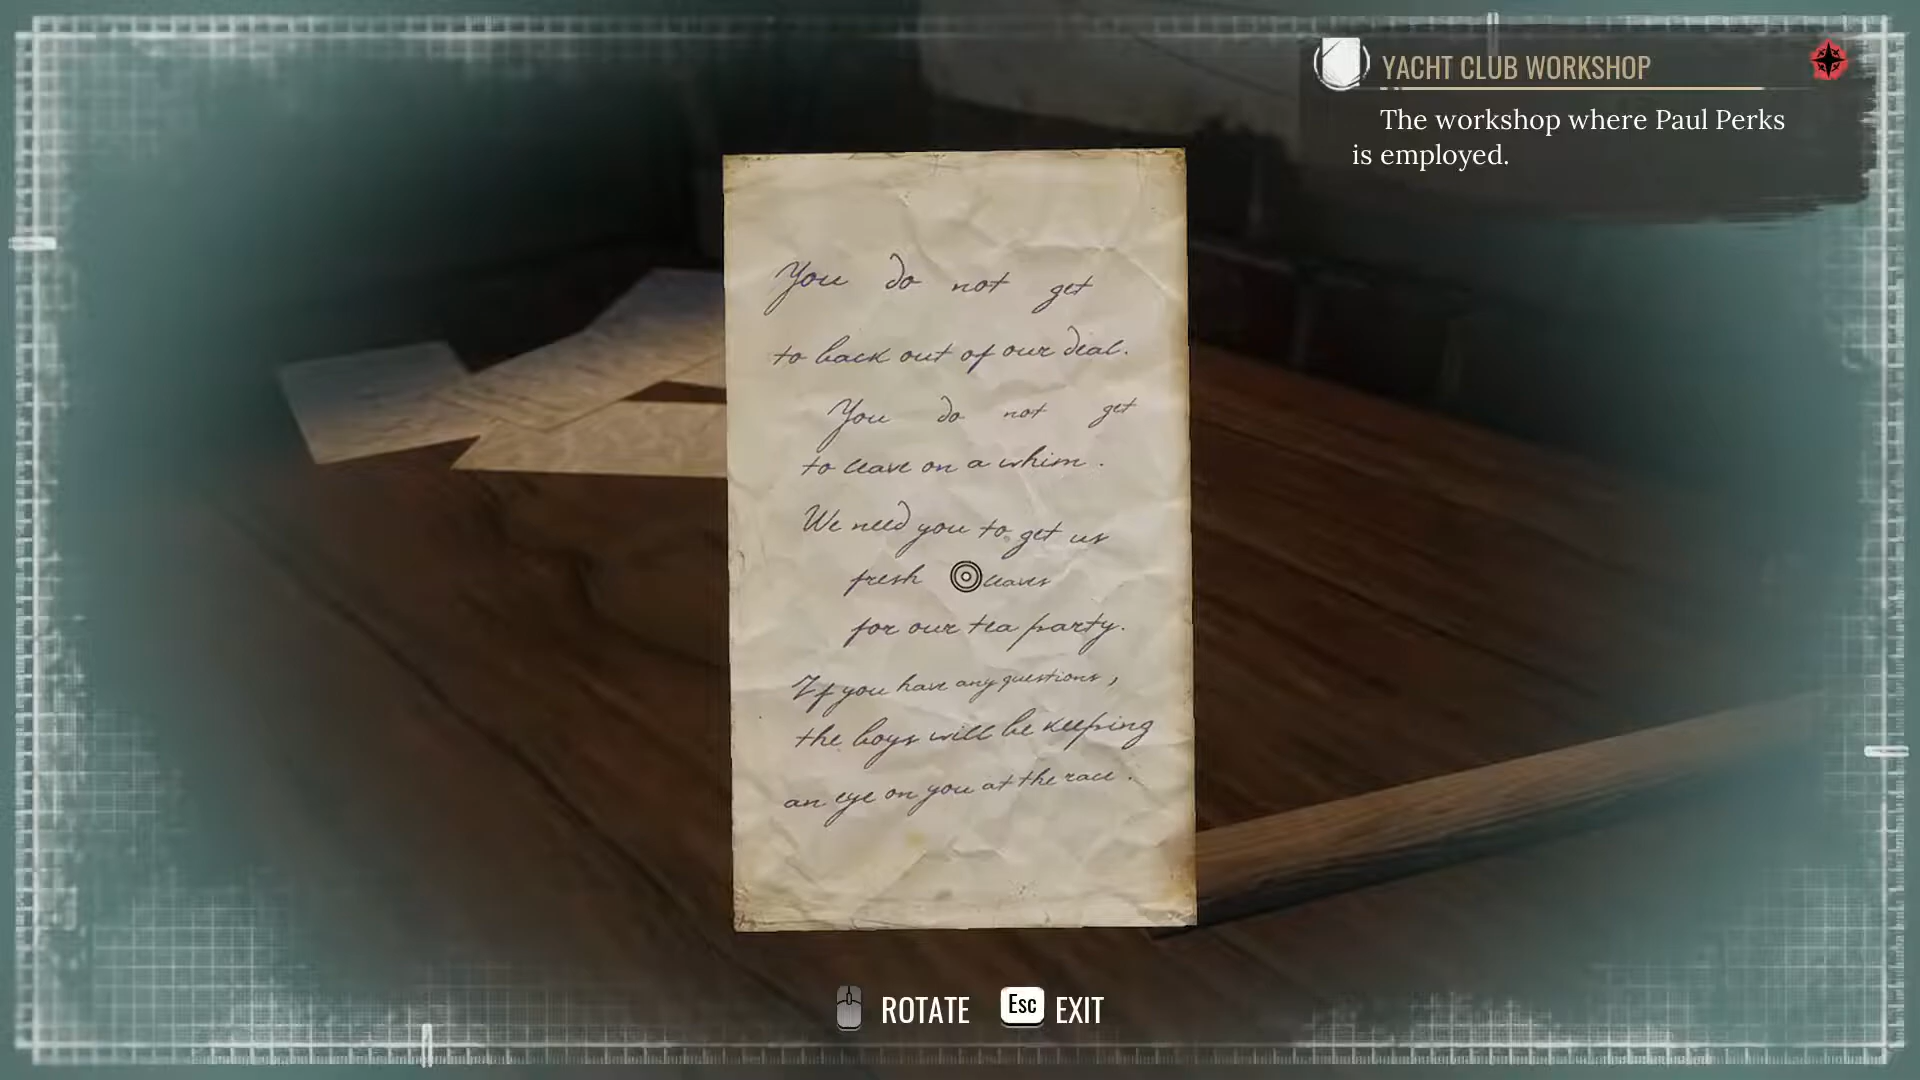 YACHT CLUB WORKSHOP
The workshop where Paul Perks
is employed.
You do not get
to back out of our deal.
You do not get
to leave on a whim.
We need you to get us
fresh leaves
for our tea party.
If you have any questions,
the boys will be keeping
an eye on you at the race.
ROTATE
Esc EXIT